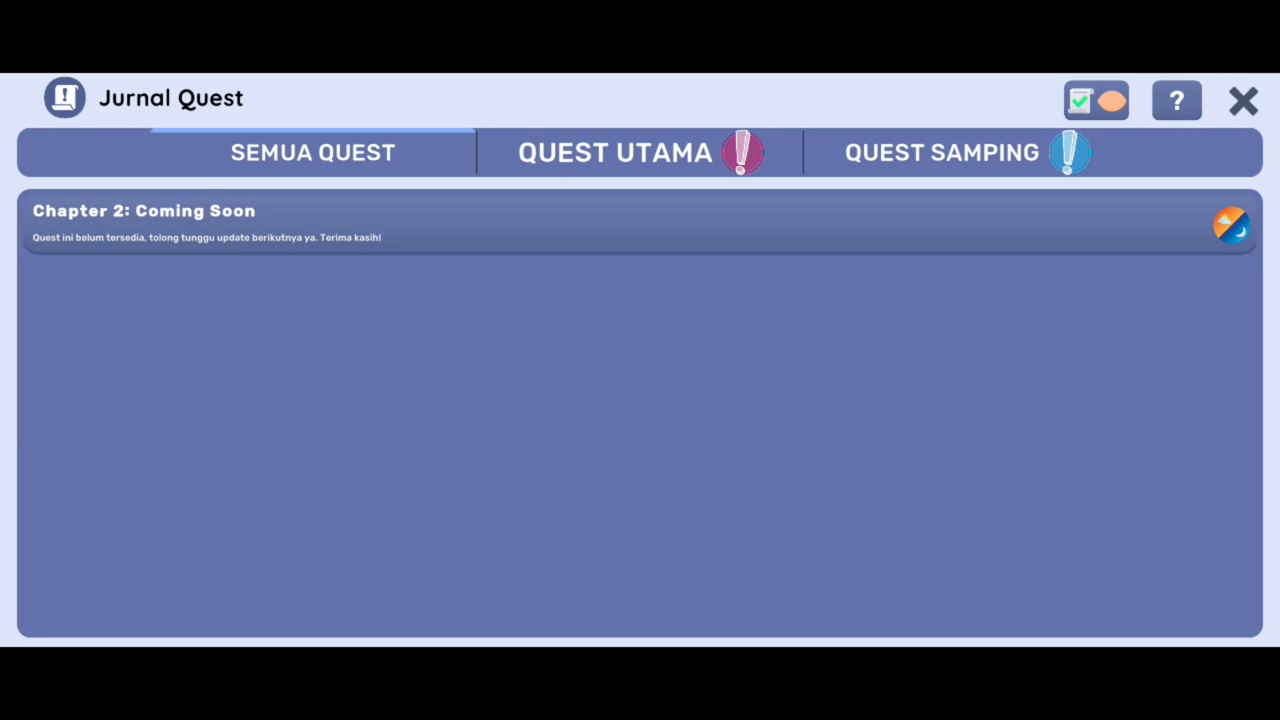 Jurnal Quest
?
SEMUA QUEST
QUEST UTAMA
QUEST SAMPING
Chapter 2: Coming Soon
Quest ini belum tersedia, tolong tunggu update berikutnya ya. Terima kasih!